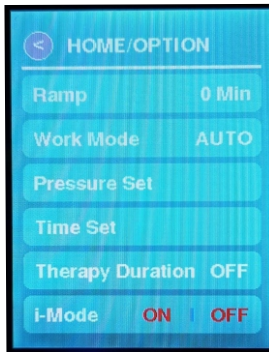 < HOME/OPTION
Ramp 0 Min
Work Mode AUTO
Pressure Set
Time Set
Therapy Duration OFF
i-Mode ON | OFF